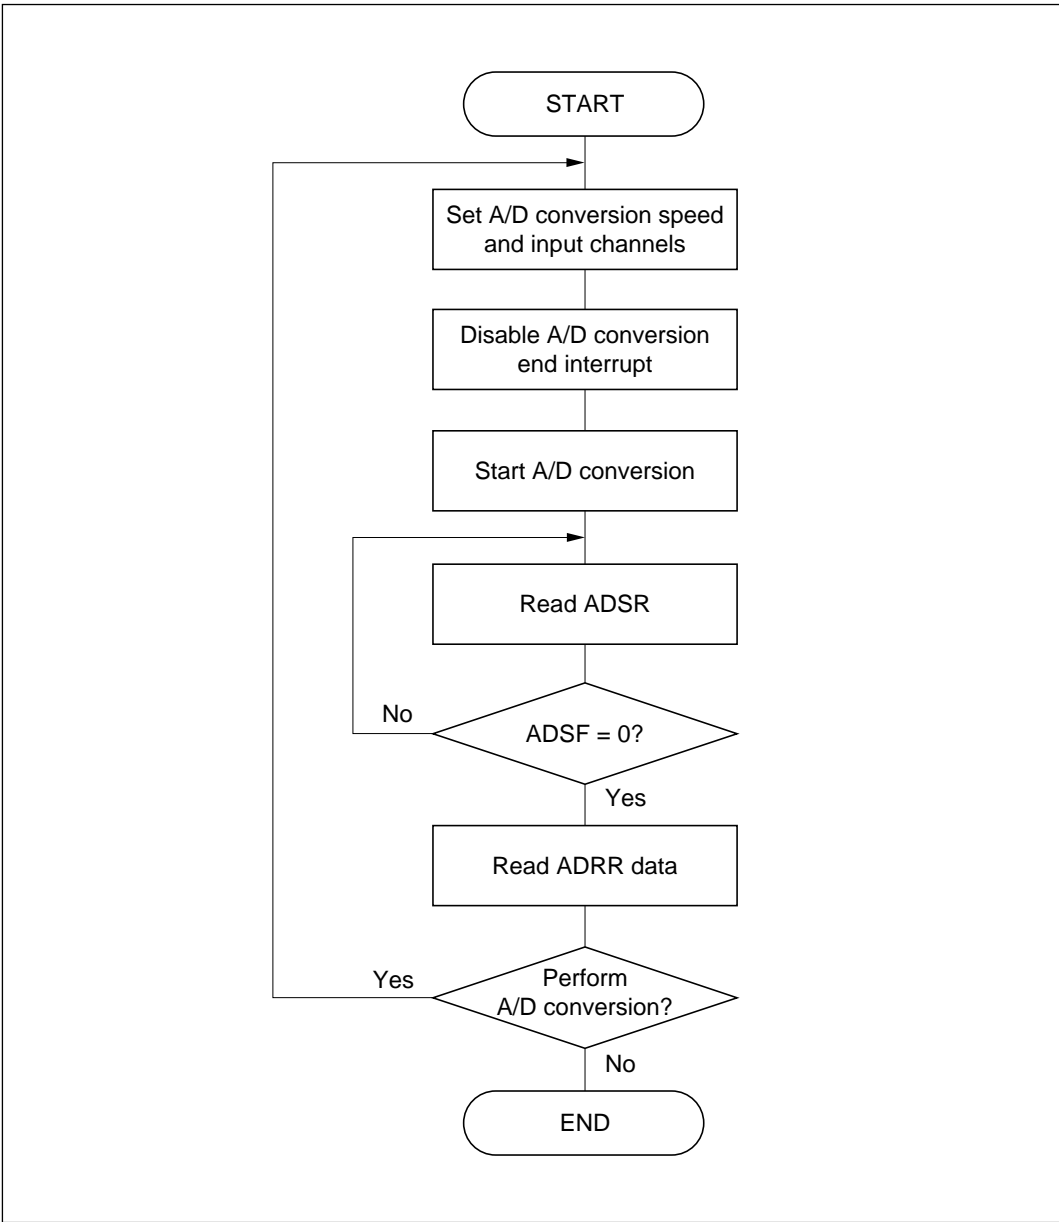 START
Set A/D conversion speed
and input channels
Disable A/D conversion
end interrupt
Start A/D conversion
Read ADSR
No
ADSF = 0?
Yes
Read ADRR data
Yes
Perform
A/D conversion?
No
END